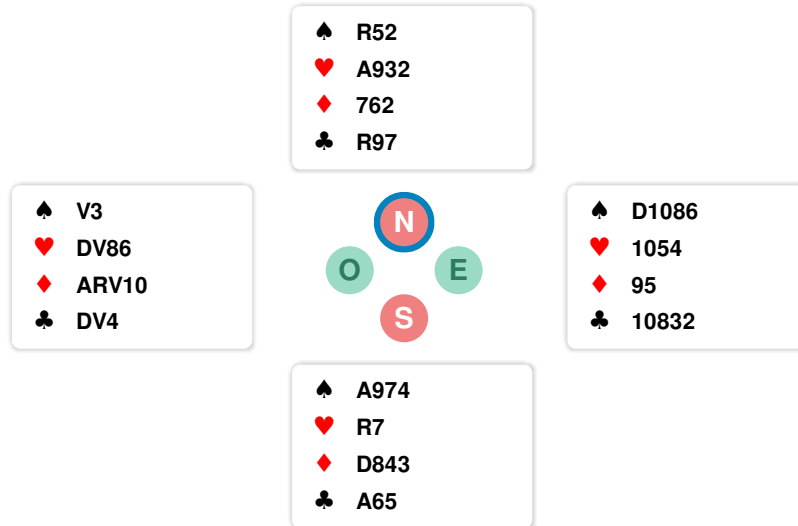 ♠ R52
♥ A932
♦ 762
♣ R97
♠ V3
♥ DV86
♦ ARV10
♣ DV4
N
O E
S
♠ D1086
♥ 1054
♦ 95
♣ 10832
♠ A974
♥ R7
♦ D843
♣ A65